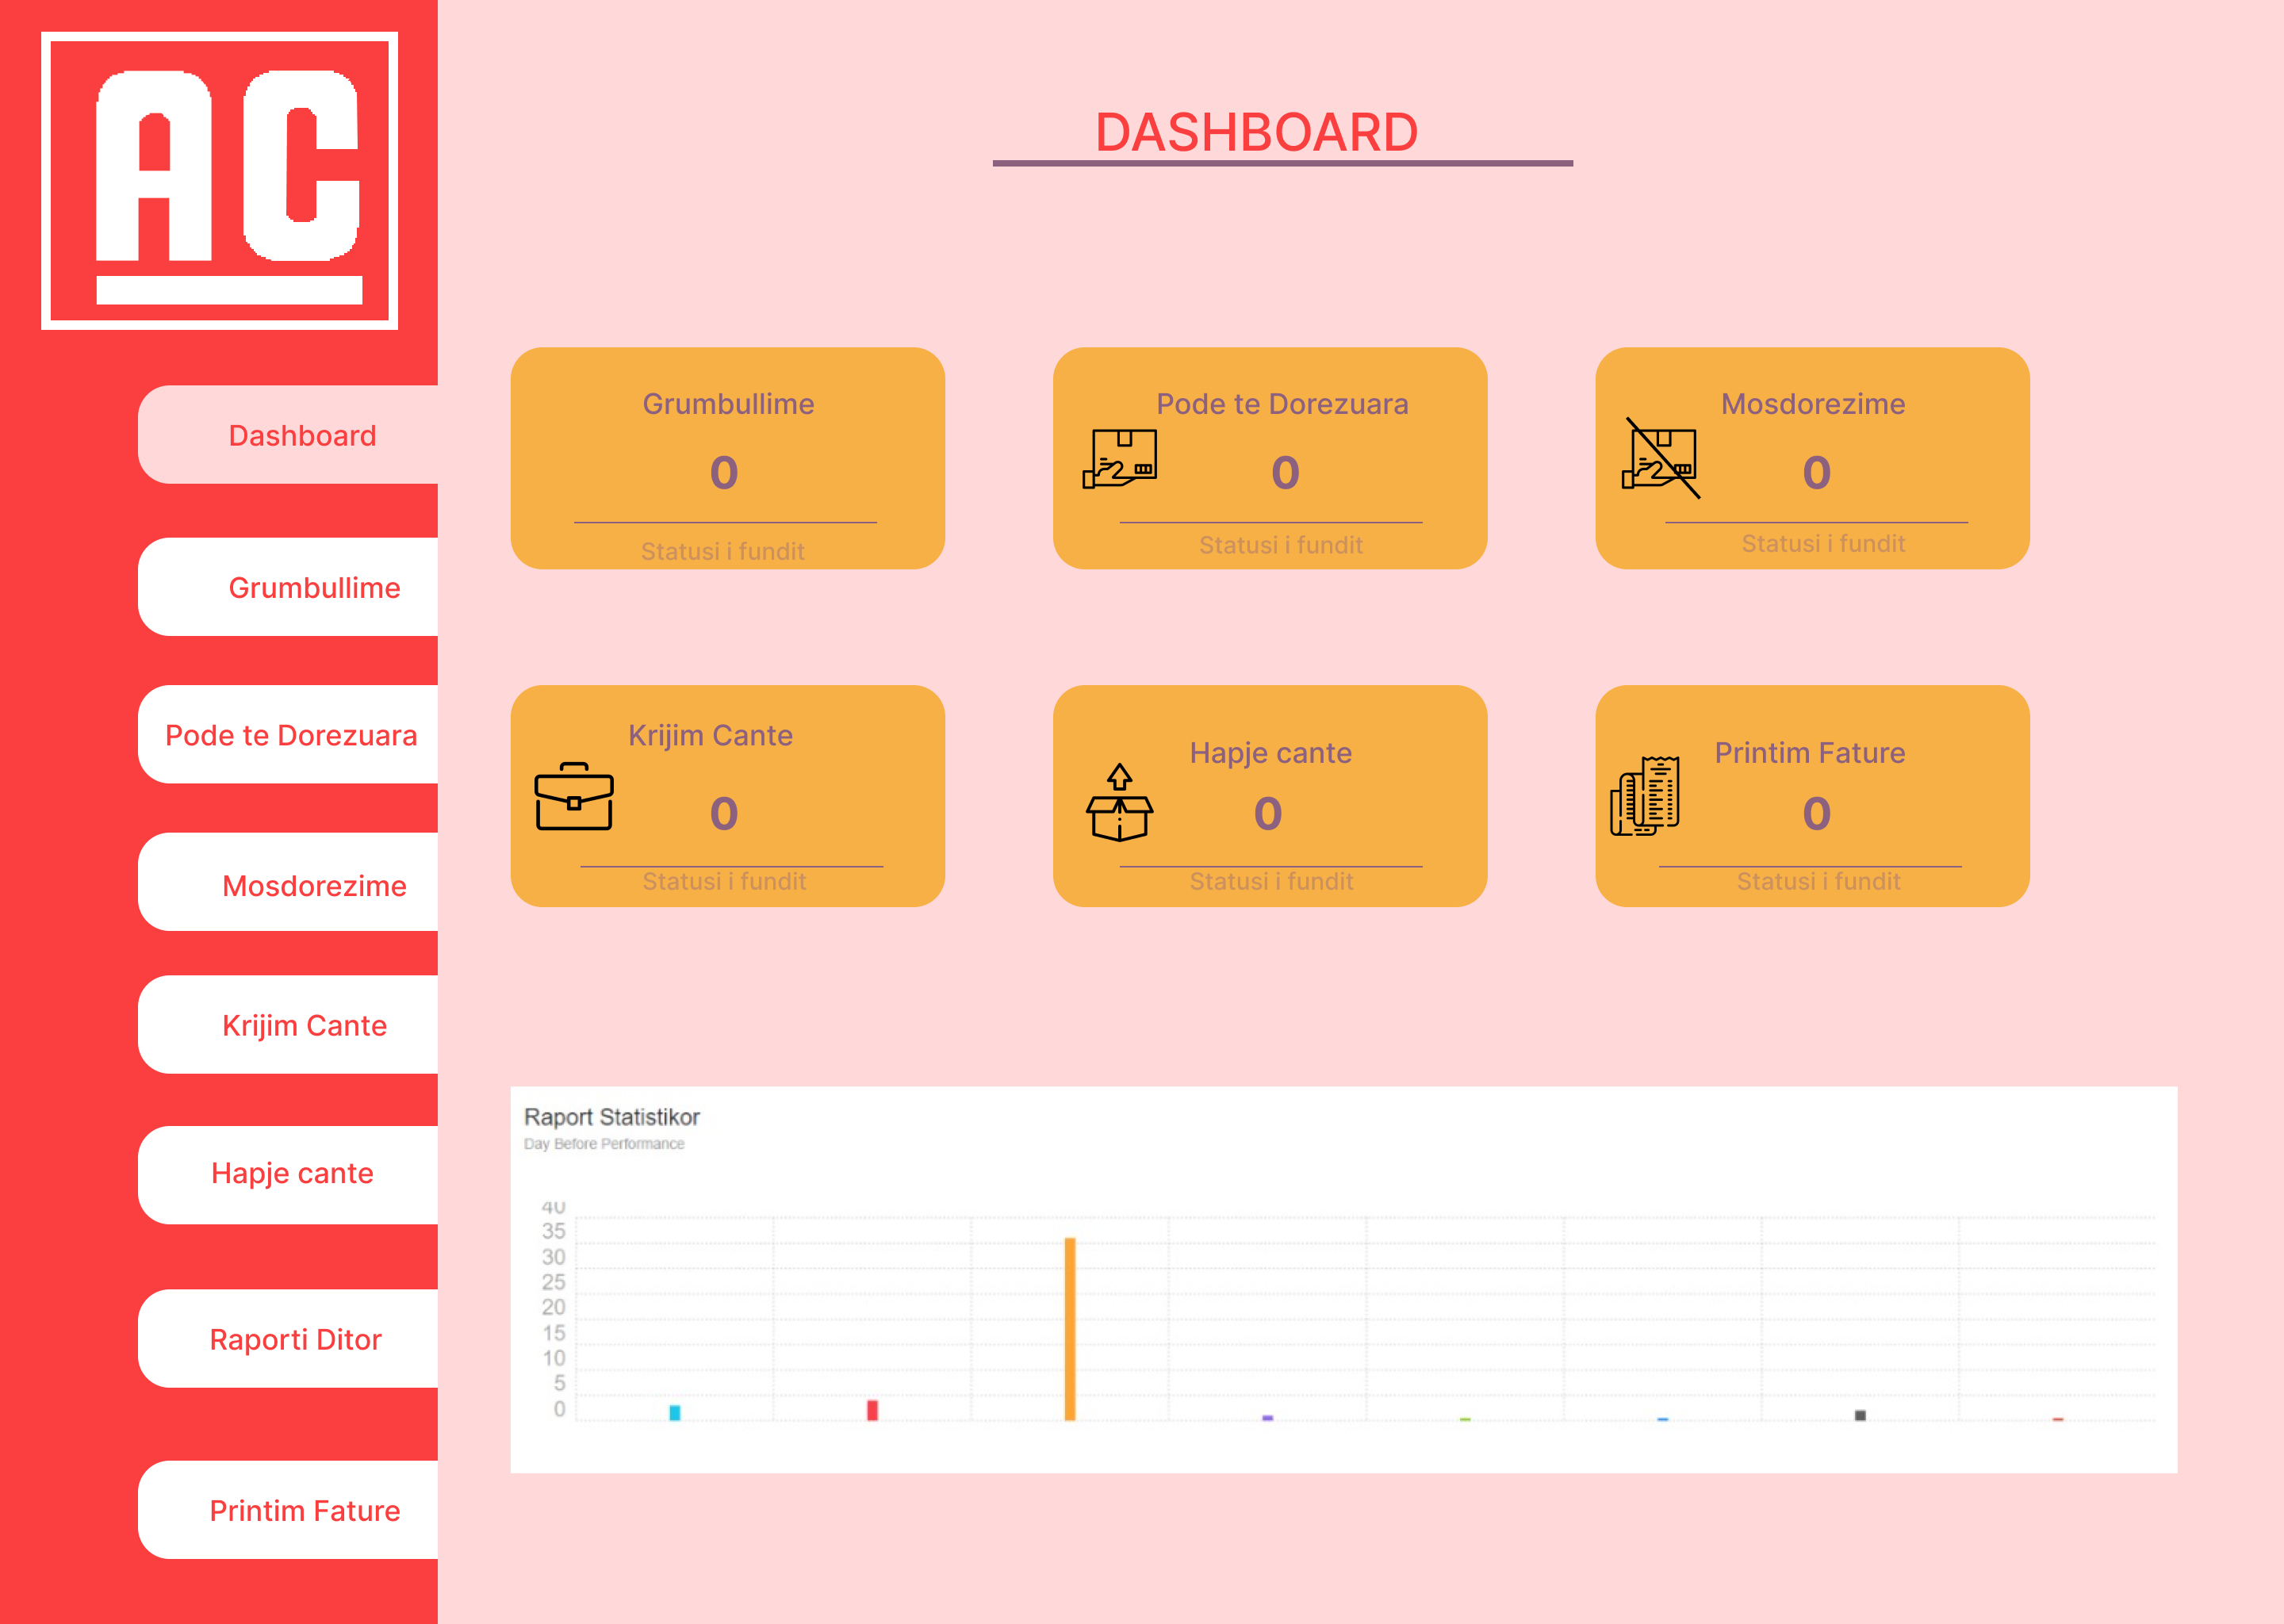 AC
DASHBOARD
Dashboard
Grumbullime
Pode te Dorezuara
Mosdorezime
Krijim Cante
Hapje cante
Raporti Ditor
Printim Fature
Grumbullime
0
Statusi i fundit
Pode te Dorezuara
0
Statusi i fundit
Mosdorezime
0
Statusi i fundit
Krijim Cante
0
Statusi i fundit
Hapje cante
0
Statusi i fundit
Printim Fature
0
Statusi i fundit
Raport Statistikor
Day Before Performance
40
35
30
25
20
15
10
5
0